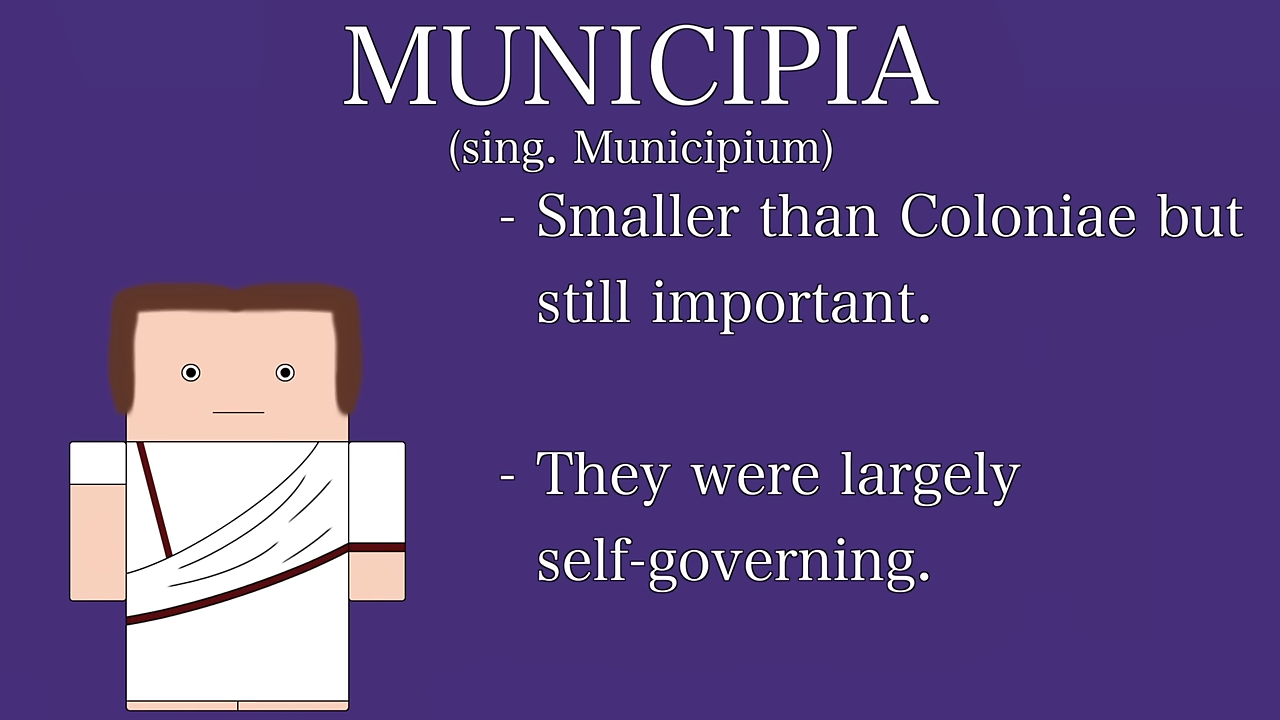 MUNICIPIA
(sing. Municipium)
- Smaller than Coloniae but
still important.
- They were largely
self-governing.